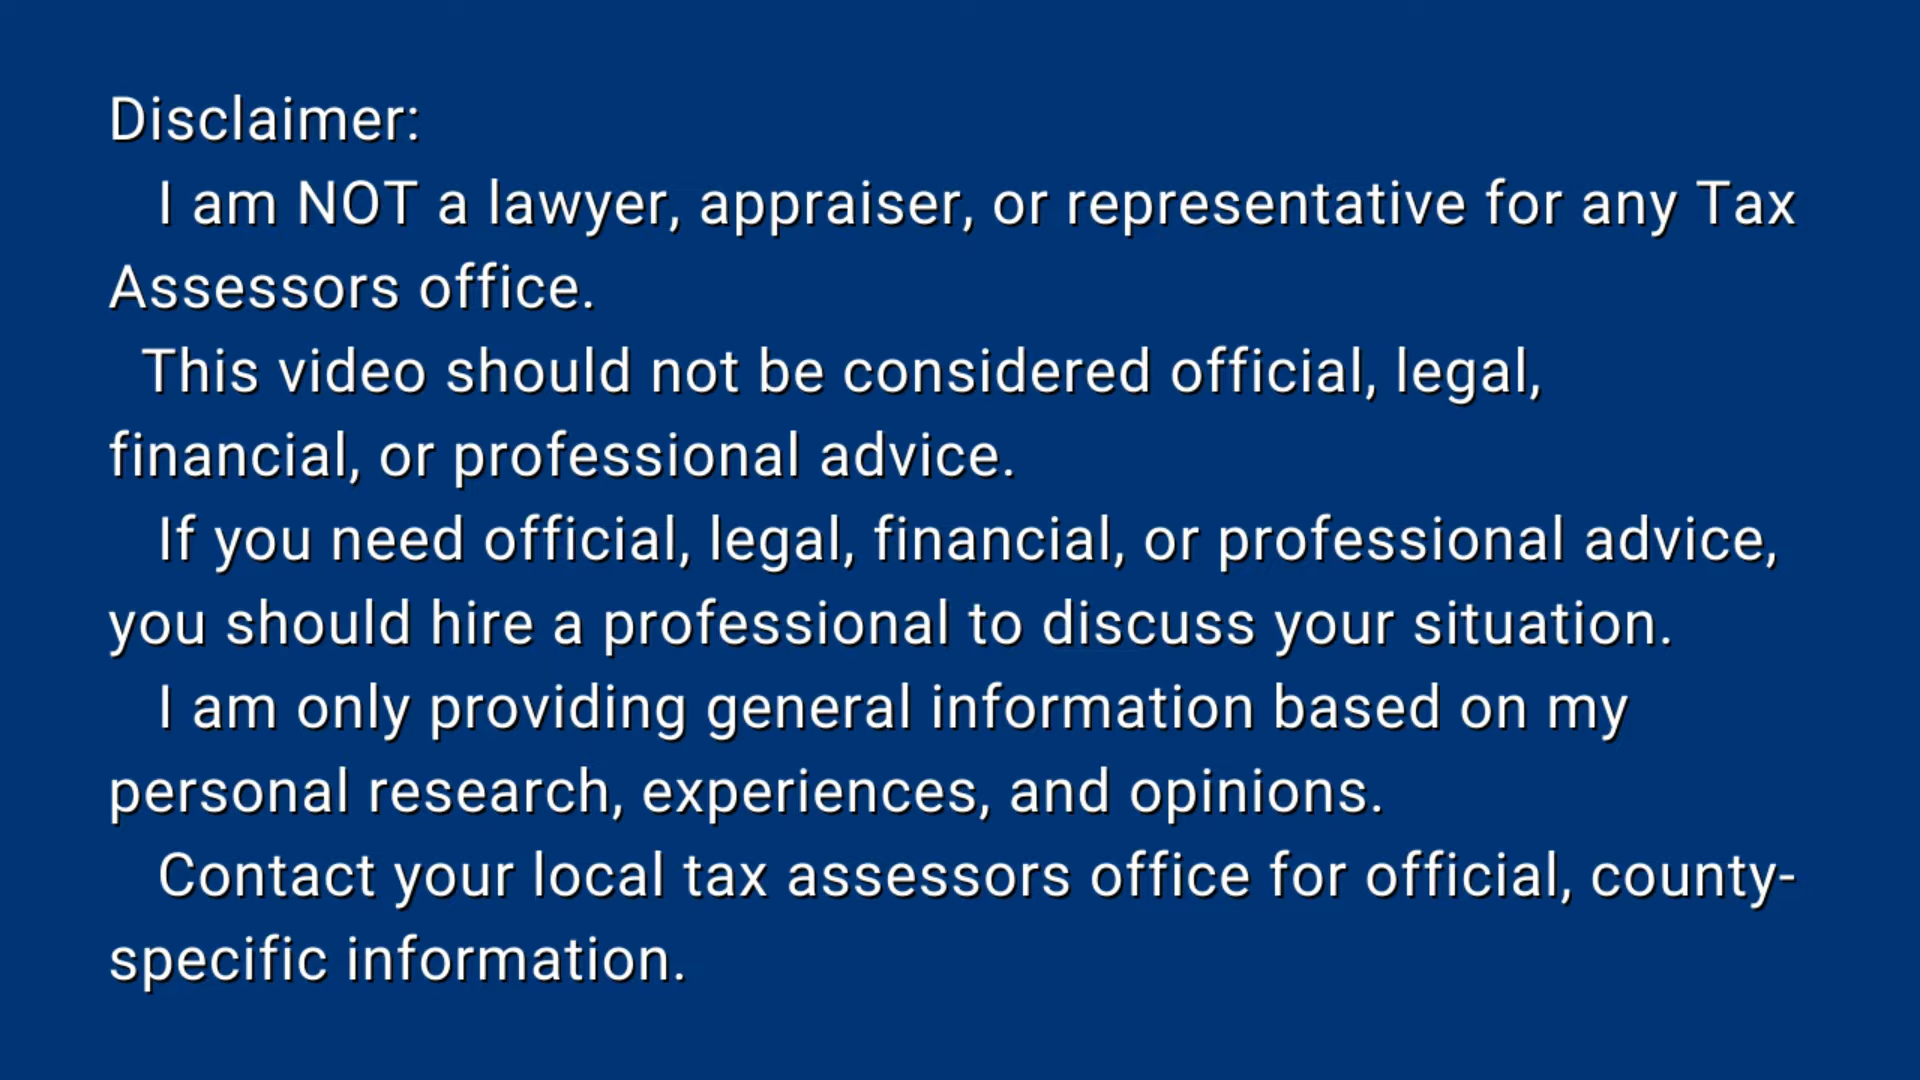 Disclaimer:
I am NOT a lawyer, appraiser, or representative for any Tax
Assessors office.
This video should not be considered official, legal,
financial, or professional advice.
If you need official, legal, financial, or professional advice,
you should hire a professional to discuss your situation.
I am only providing general information based on my
personal research, experiences, and opinions.
Contact your local tax assessors office for official, county-
specific information.